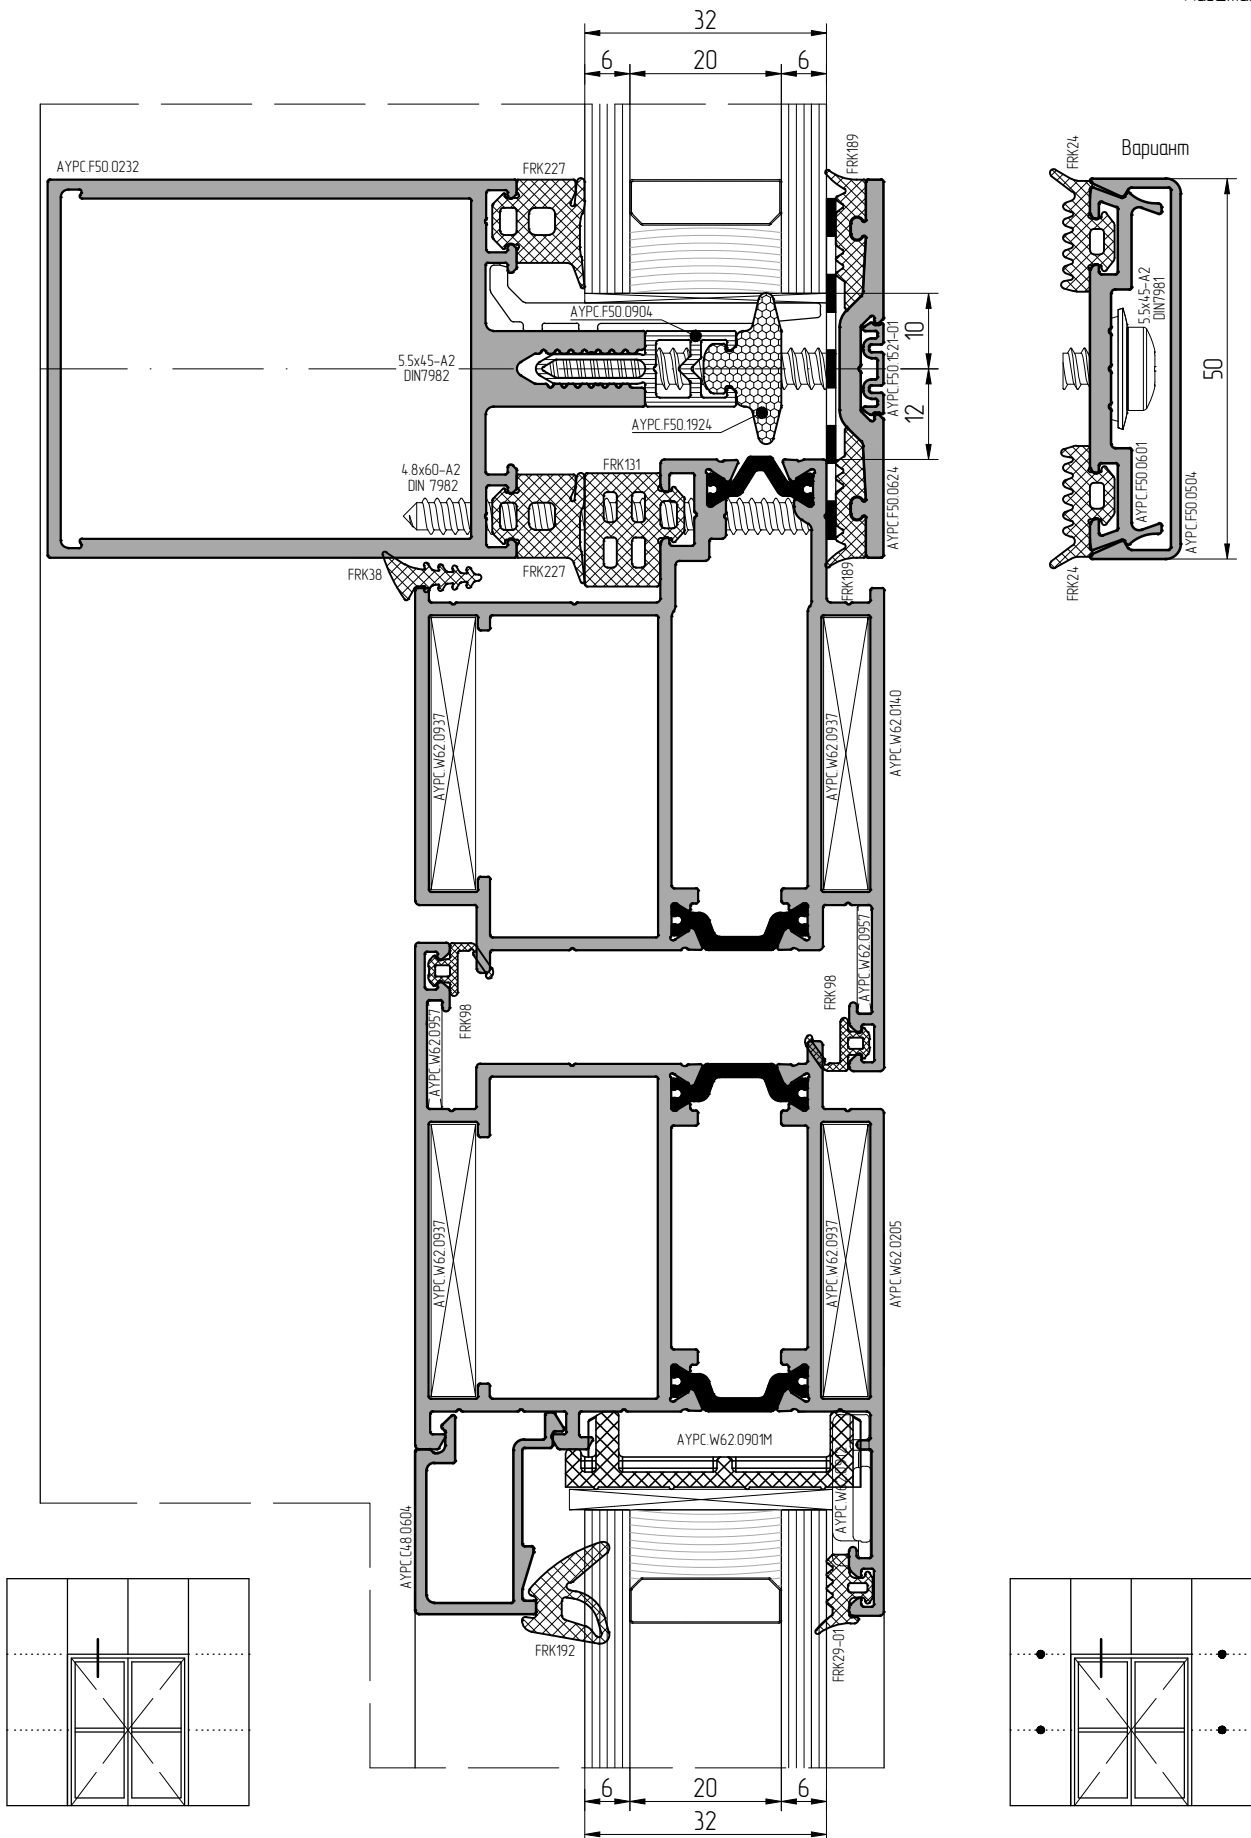 32
6
20
6
AYPC.F50.0232
FRK227
FRK189
FRK24
Вариант
AYPC.F50.0904
5.5x45-A2
DIN7982
10
12
50
AYPC.F50.1521-01
5.5x45-A2
DIN7981
AYPC.F50.1924
4.8x60-A2
DIN 7982
FRK131
AYPC.F50.0624
AYPC.F50.0601
AYPC.F50.0504
FRK38
FRK227
FRK189
FRK24
AYPC.W62.0937
AYPC.W62.0937
AYPC.W62.0140
AYPC.W62.0957
FRK98
FRK98
AYPC.W62.0957
AYPC.W62.0937
AYPC.W62.0937
AYPC.W62.0205
AYPC.W62.0901M
AYPC.C48.0604
FRK192
FRK29-01
6
20
6
32